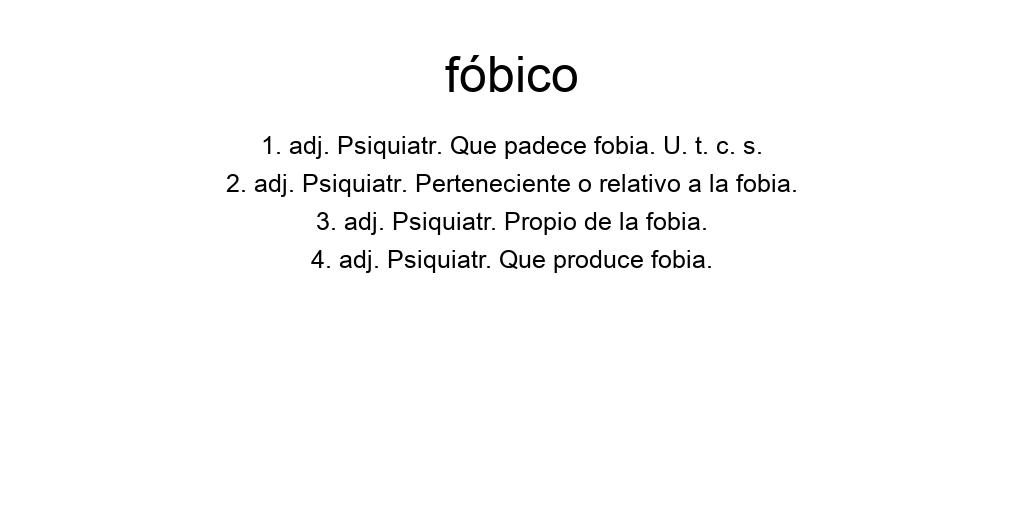 fóbico
1. adj. Psiquiatr. Que padece fobia. U. t. c. s.
2. adj. Psiquiatr. Perteneciente o relativo a la fobia.
3. adj. Psiquiatr. Propio de la fobia.
4. adj. Psiquiatr. Que produce fobia.